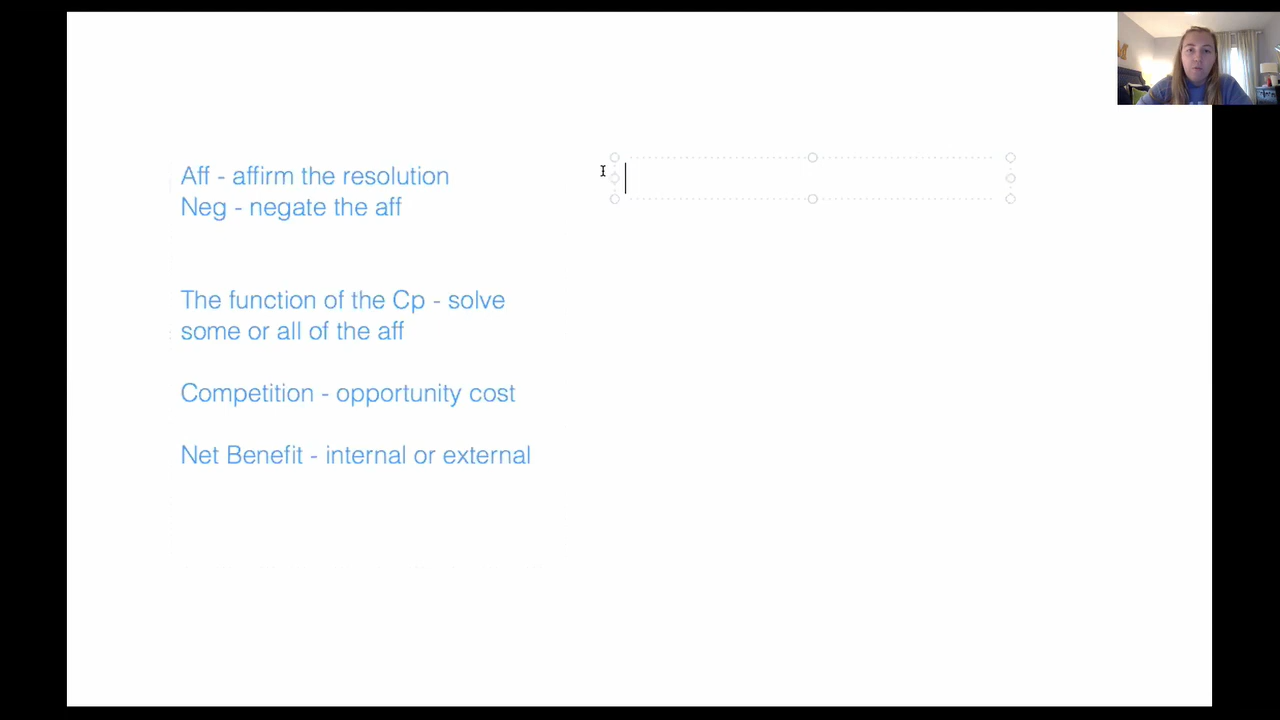 Aff - affirm the resolution
Neg - negate the aff
The function of the Cp - solve
some or all of the aff
Competition - opportunity cost
Net Benefit - internal or external